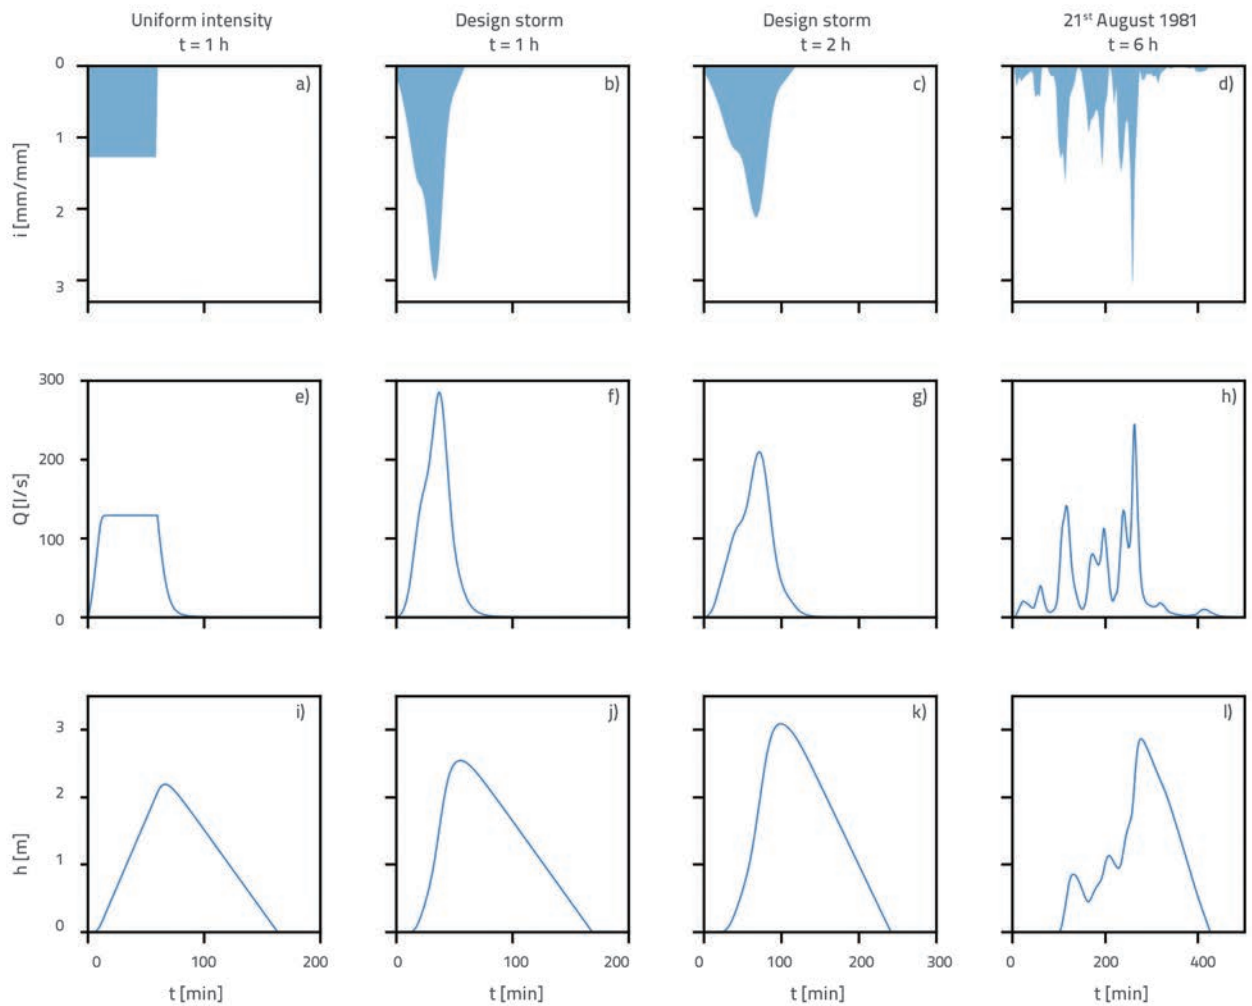 Uniform intensity
t = 1 h
Design storm
t = 1 h
Design storm
t = 2 h
21st August 1981
t = 6 h
a)
b)
c)
d)
i [mm/mm]
0
1
2
3
e)
f)
g)
h)
Q [l/s]
300
200
100
0
i)
j)
k)
l)
h [m]
3
2
1
0
0 100 200
0 100 200
0 100 200 300
0 200 400
t [min]
t [min]
t [min]
t [min]